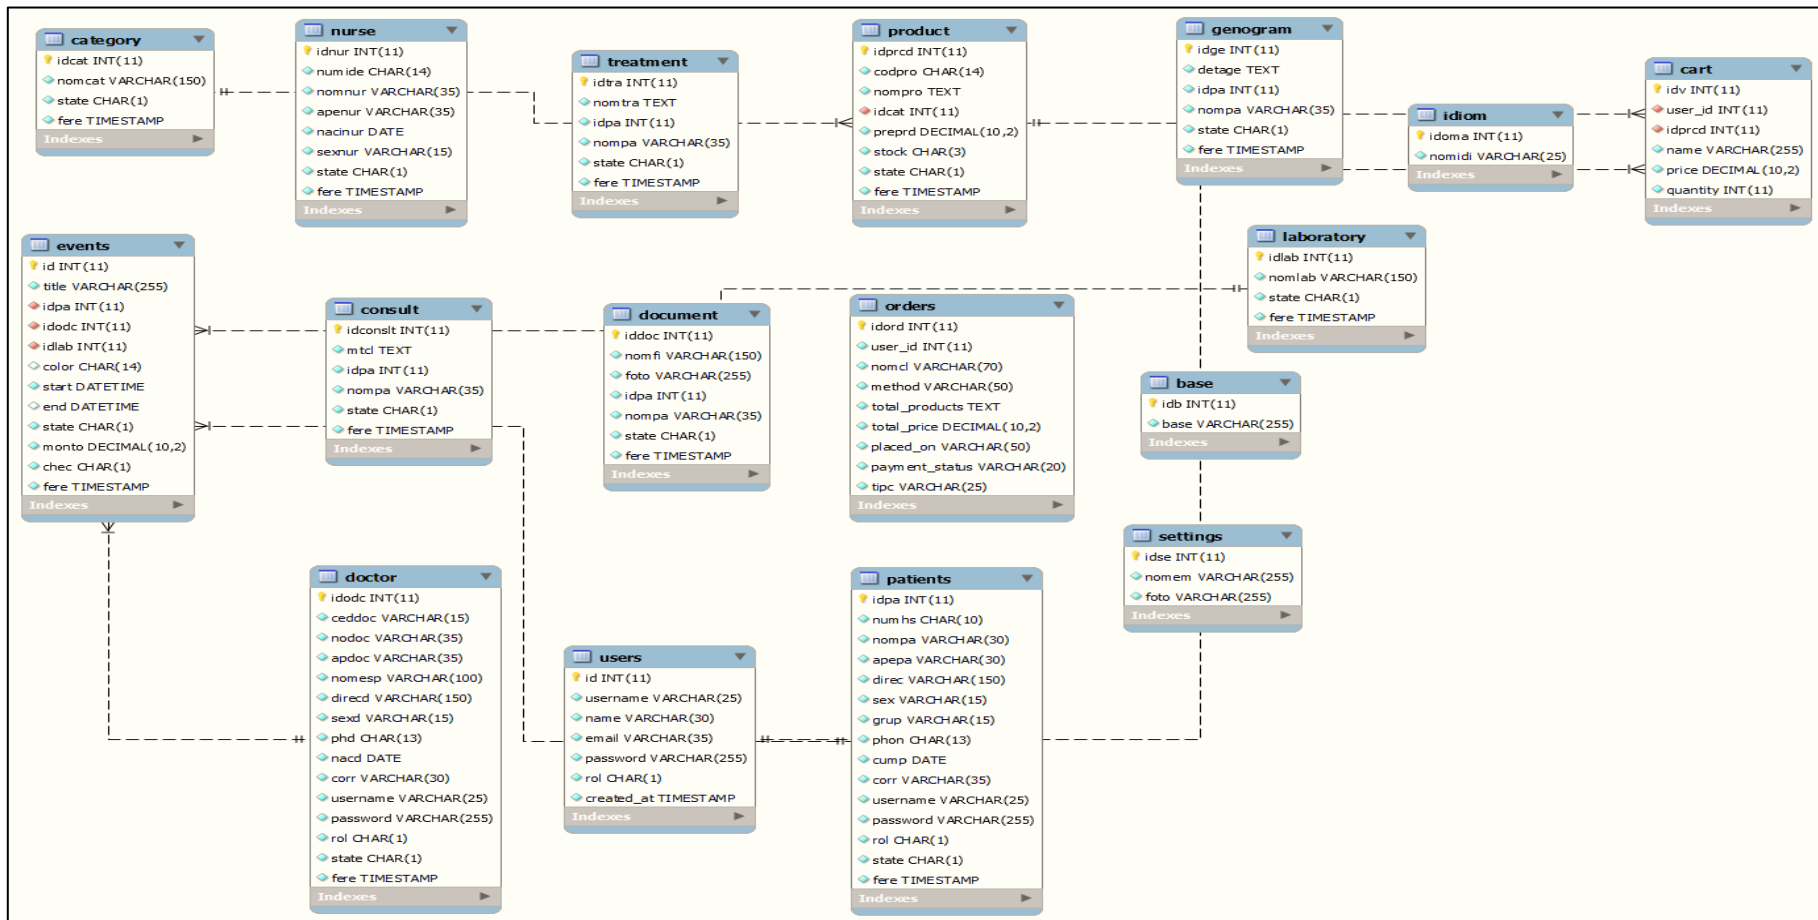 category
idcat INT(11)
nomcat VARCHAR(150)
state CHAR(1)
fere TIMESTAMP
Indexes
nurse
idnur INT(11)
numide CHAR(14)
nomnur VARCHAR(35)
apenur VARCHAR(35)
nacinur DATE
sexnur VARCHAR(15)
state CHAR(1)
fere TIMESTAMP
Indexes
treatment
idtra INT(11)
nomtra TEXT
idpa INT(11)
nompa VARCHAR(35)
state CHAR(1)
fere TIMESTAMP
Indexes
product
idprcd INT(11)
codpro CHAR(14)
nompro TEXT
idcat INT(11)
preprd DECIMAL(10,2)
stock CHAR(3)
state CHAR(1)
fere TIMESTAMP
Indexes
genogram
idge INT(11)
detage TEXT
idpa INT(11)
nompa VARCHAR(35)
state CHAR(1)
fere TIMESTAMP
Indexes
idiom
idoma INT(11)
nomidi VARCHAR(25)
Indexes
cart
idv INT(11)
user_id INT(11)
idprcd INT(11)
name VARCHAR(255)
price DECIMAL(10,2)
quantity INT(11)
Indexes
events
id INT(11)
title VARCHAR(255)
idpa INT(11)
idodc INT(11)
idlab INT(11)
color CHAR(14)
start DATETIME
end DATETIME
state CHAR(1)
monto DECIMAL(10,2)
chec CHAR(1)
fere TIMESTAMP
Indexes
consult
idconslt INT(11)
mtcl TEXT
idpa INT(11)
nompa VARCHAR(35)
state CHAR(1)
fere TIMESTAMP
Indexes
document
iddoc INT(11)
nomfi VARCHAR(150)
foto VARCHAR(255)
idpa INT(11)
nompa VARCHAR(35)
state CHAR(1)
fere TIMESTAMP
Indexes
orders
idord INT(11)
user_id INT(11)
nomcl VARCHAR(70)
method VARCHAR(50)
total_products TEXT
total_price DECIMAL(10,2)
placed_on VARCHAR(50)
payment_status VARCHAR(20)
tipc VARCHAR(25)
Indexes
laboratory
idlab INT(11)
nomlab VARCHAR(150)
state CHAR(1)
fere TIMESTAMP
Indexes
base
idb INT(11)
base VARCHAR(255)
Indexes
settings
idse INT(11)
nomem VARCHAR(255)
foto VARCHAR(255)
Indexes
doctor
idodc INT(11)
ceddoc VARCHAR(15)
nodoc VARCHAR(35)
apdoc VARCHAR(35)
nomesp VARCHAR(100)
direcd VARCHAR(150)
sexd VARCHAR(15)
phd CHAR(13)
nacd DATE
corr VARCHAR(30)
username VARCHAR(25)
password VARCHAR(255)
rol CHAR(1)
state CHAR(1)
fere TIMESTAMP
Indexes
users
id INT(11)
username VARCHAR(25)
name VARCHAR(30)
email VARCHAR(35)
password VARCHAR(255)
rol CHAR(1)
created_at TIMESTAMP
Indexes
patients
idpa INT(11)
numhs CHAR(10)
nompa VARCHAR(30)
apepa VARCHAR(30)
direc VARCHAR(150)
sex VARCHAR(15)
grup VARCHAR(15)
phon CHAR(13)
cump DATE
corr VARCHAR(35)
username VARCHAR(25)
password VARCHAR(255)
rol CHAR(1)
state CHAR(1)
fere TIMESTAMP
Indexes